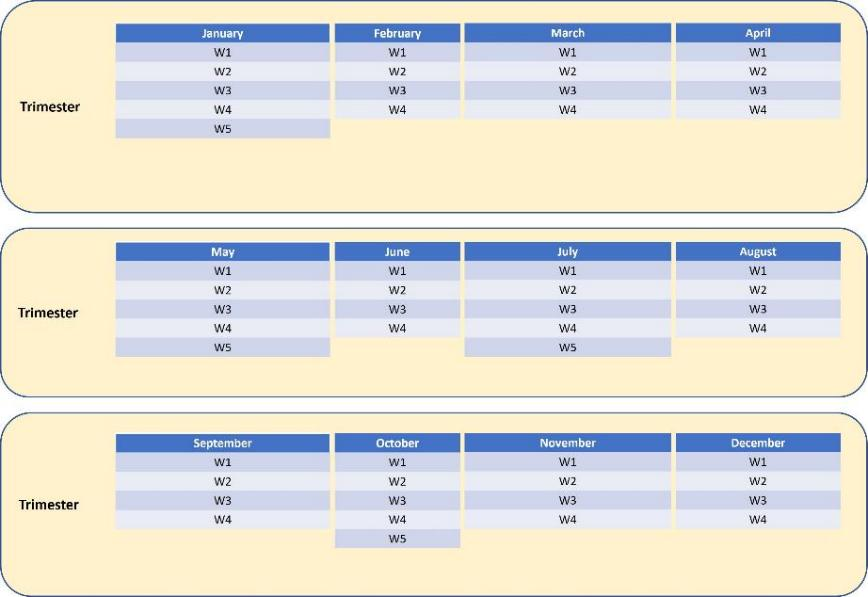 January February March April
W1 W1 W1 W1
W2 W2 W2 W2
W3 W3 W3 W3
Trimester
W4 W4 W4 W4
W5
May June July August
W1 W1 W1 W1
W2 W2 W2 W2
Trimester
W3 W3 W3 W3
W4 W4 W4 W4
W5 W5
September October November December
W1 W1 W1 W1
W2 W2 W2 W2
W3 W3 W3 W3
Trimester
W4 W4 W4 W4
W5